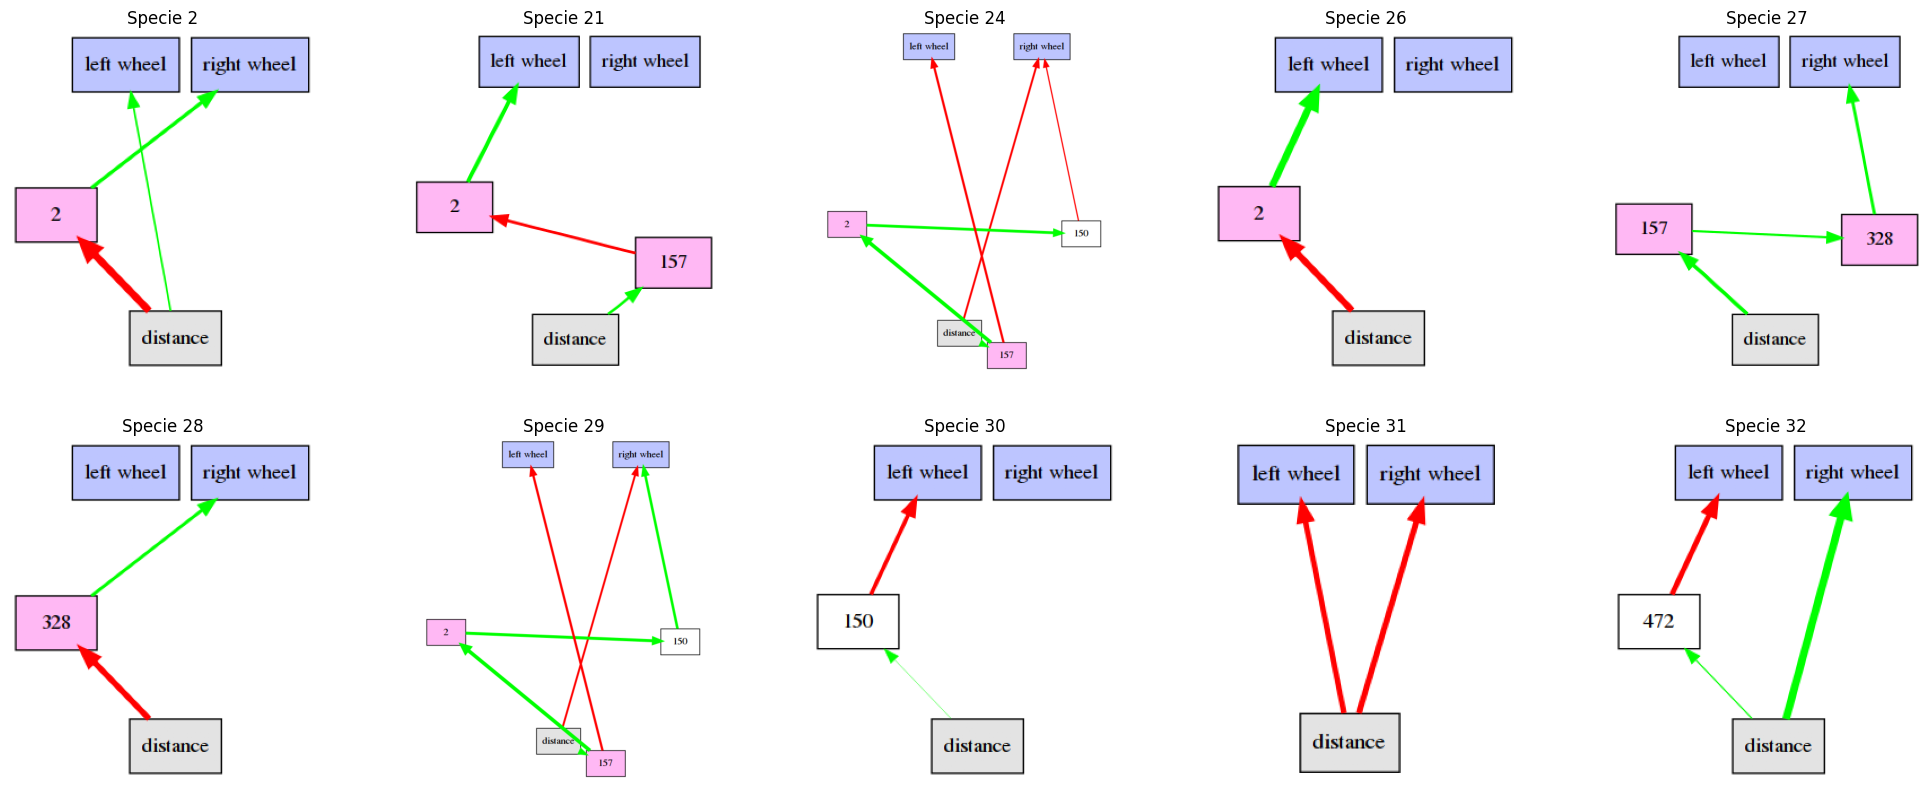 Specie 2
left wheel
right wheel
2
distance
Specie 21
left wheel
right wheel
2
157
distance
Specie 24
left wheel
right wheel
2
150
distance
157
Specie 26
left wheel
right wheel
2
distance
Specie 27
left wheel
right wheel
157
328
distance
Specie 28
left wheel
right wheel
328
distance
Specie 29
left wheel
right wheel
2
150
distance
157
Specie 30
left wheel
right wheel
150
distance
Specie 31
left wheel
right wheel
distance
Specie 32
left wheel
right wheel
472
distance